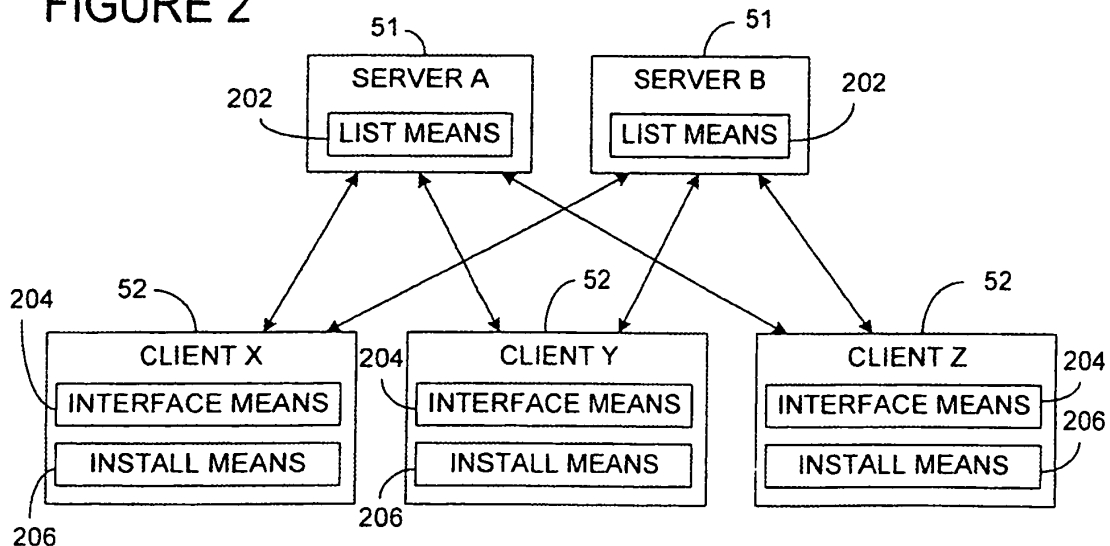 FIGURE 2
51
51
SERVER A
SERVER B
202
202
LIST MEANS
LIST MEANS
204
52
52
52
CLIENT X
204
CLIENT Y
CLIENT Z
204
INTERFACE MEANS
INTERFACE MEANS
INTERFACE MEANS
206
INSTALL MEANS
INSTALL MEANS
INSTALL MEANS
206
206